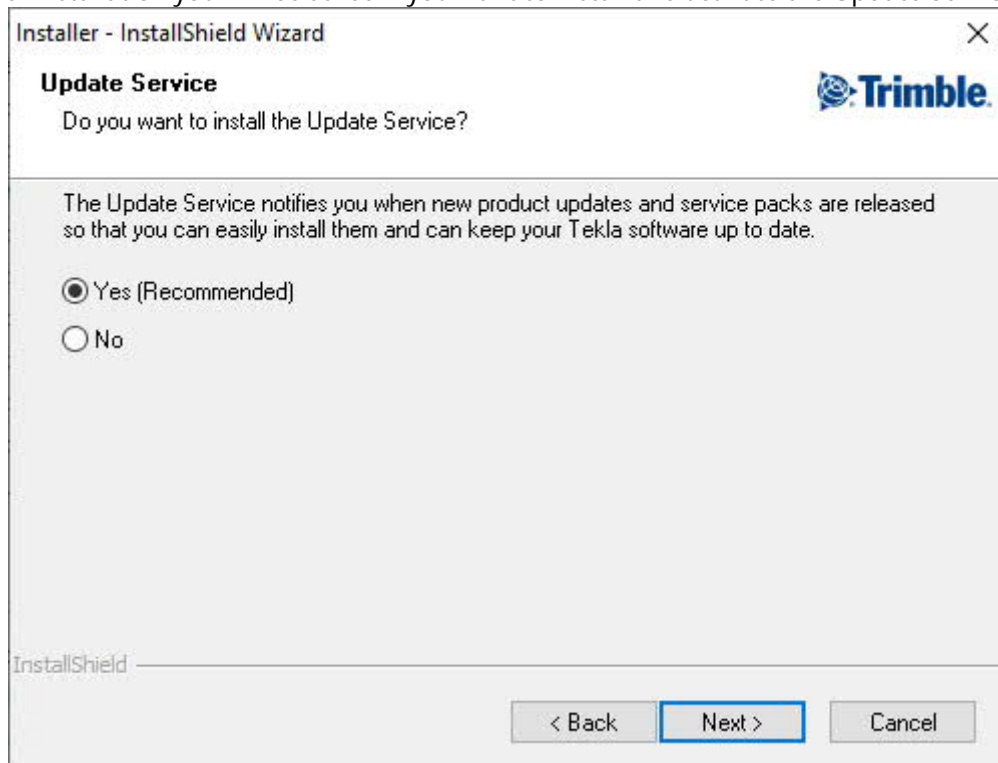 Installer - InstallShield Wizard
Update Service
Trimble.
Do you want to install the Update Service?
The Update Service notifies you when new product updates and service packs are released
so that you can easily install them and can keep your Tekla software up to date.
Yes (Recommended)
No
InstallShield
< Back
Next >
Cancel